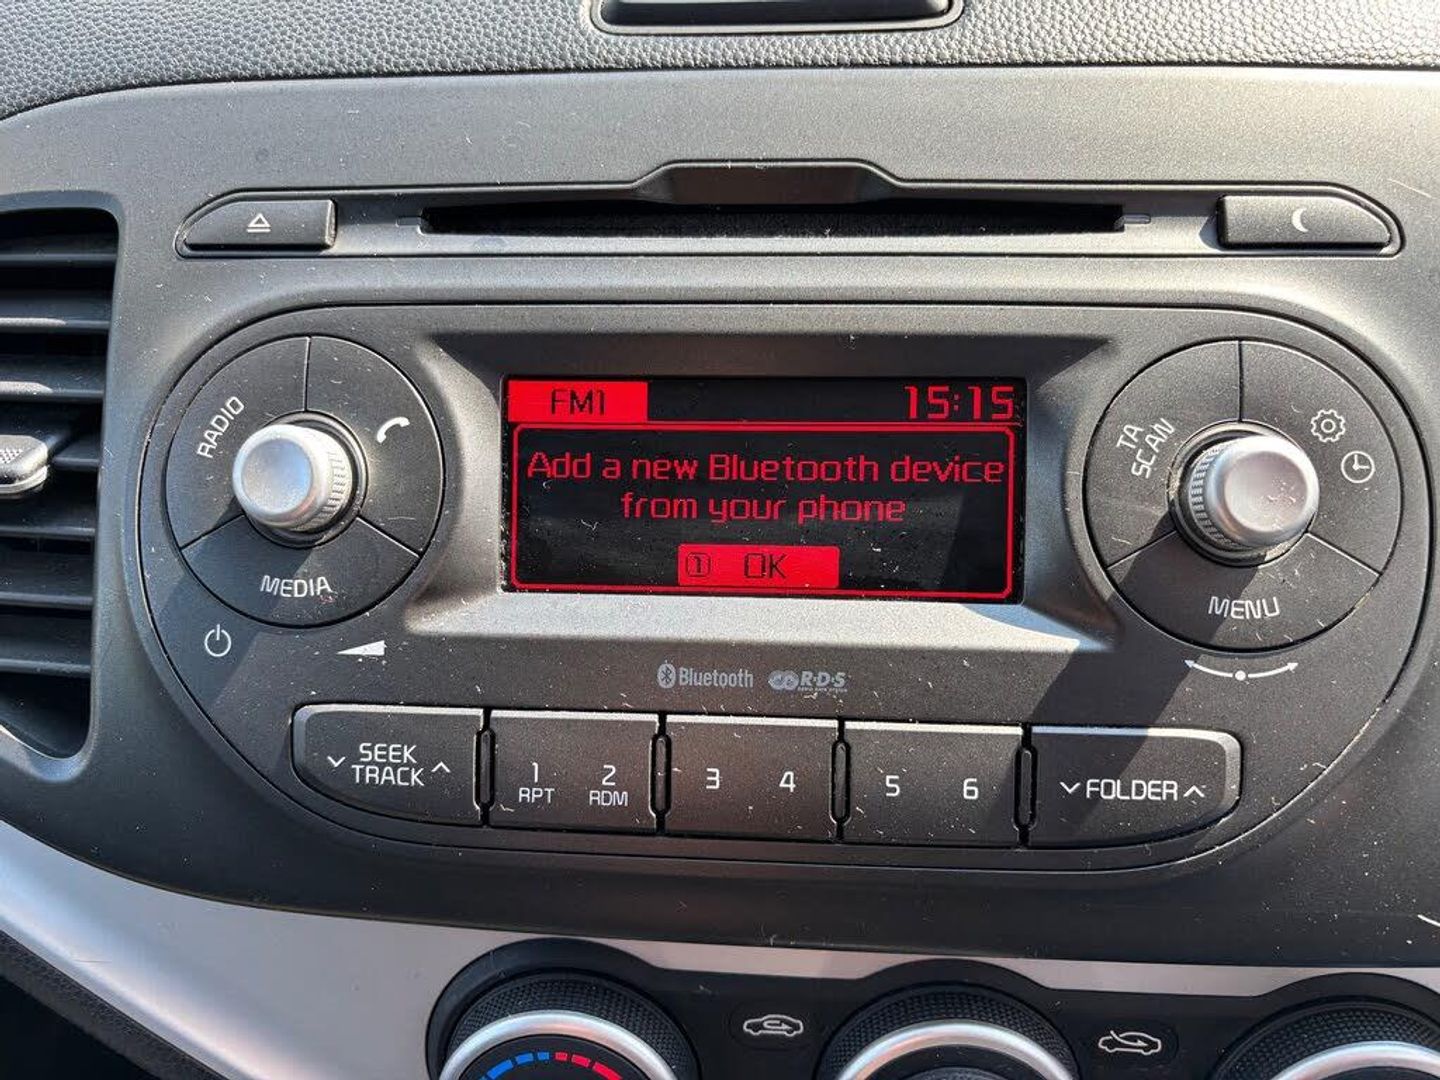 FM1 15:15
Add a new Bluetooth device
from your phone
1 OK
RADIO
MEDIA
TA
SCAN
MENU
Bluetooth R·D·S
SEEK
TRACK
1
RPT
2
RDM
3
4
5
6
FOLDER